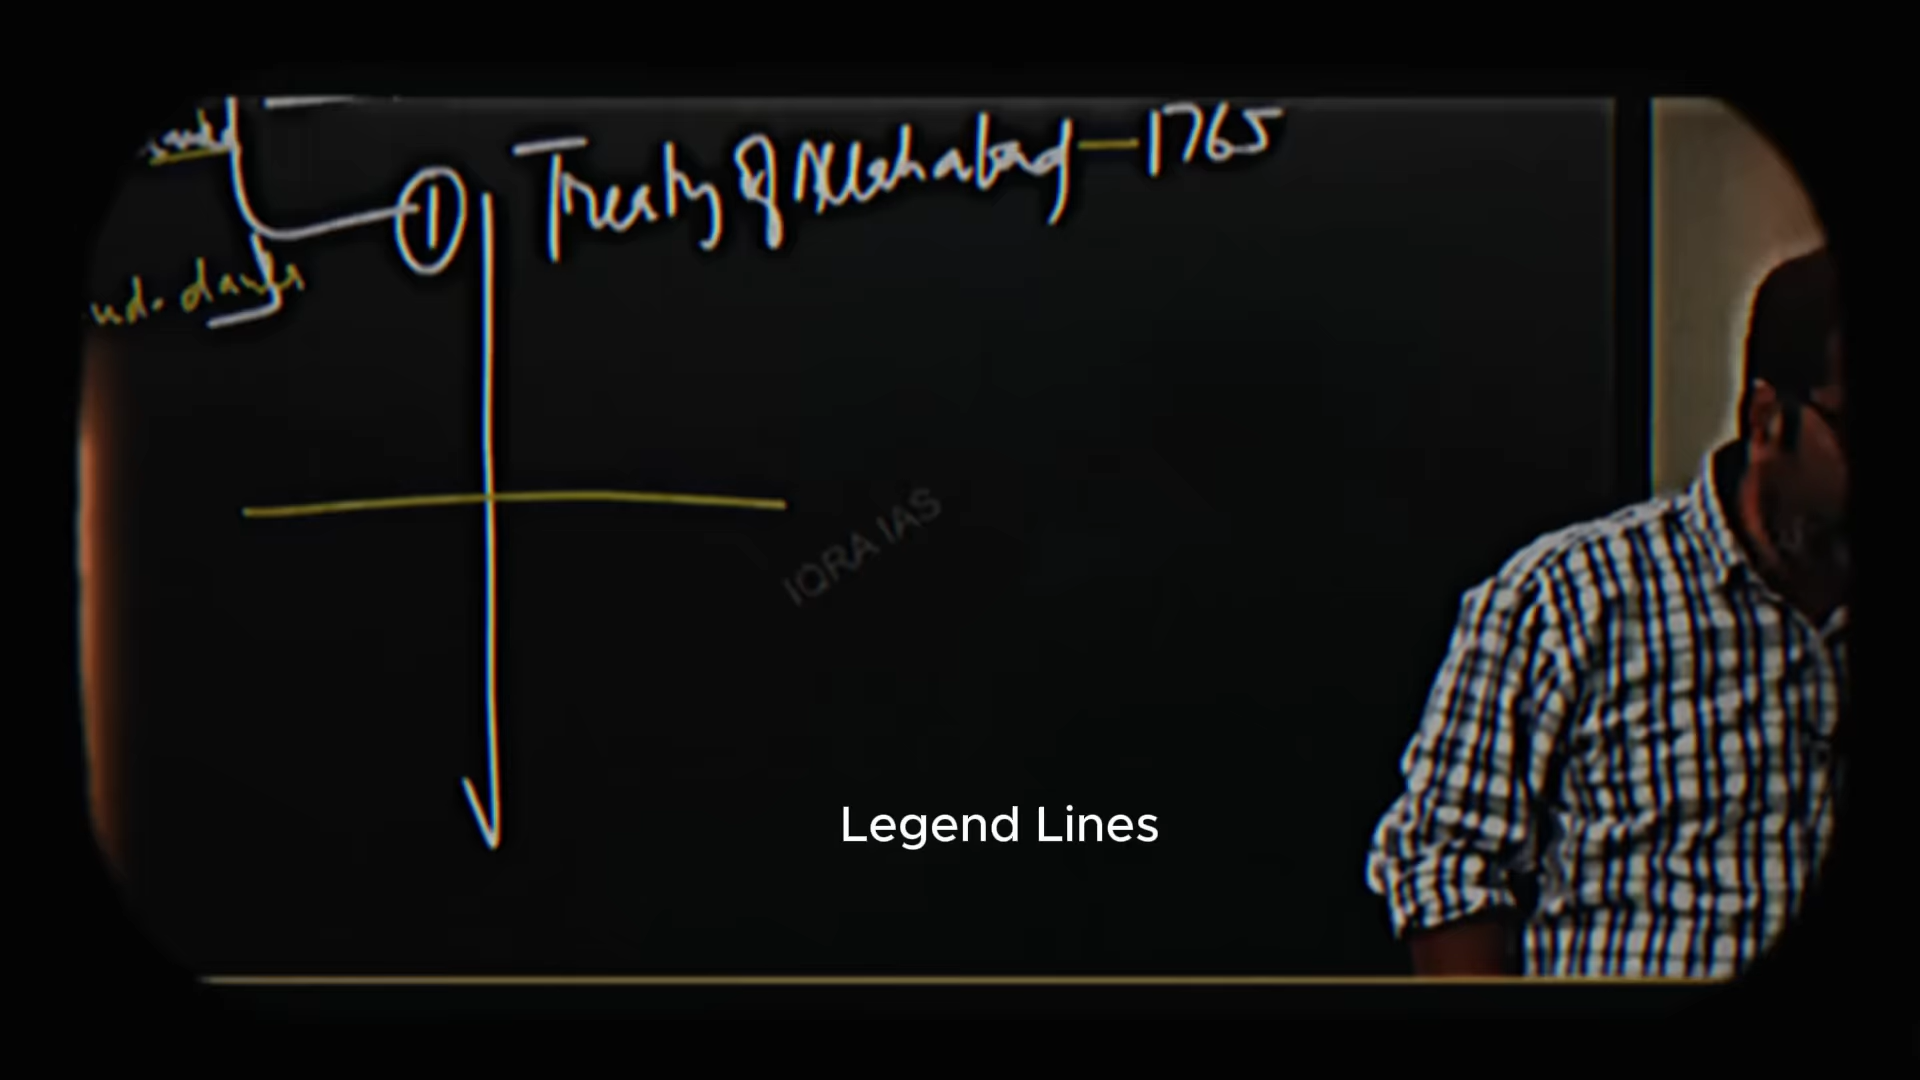 ① Treaty of Allahabad — 1765
IQRA IAS
Legend Lines